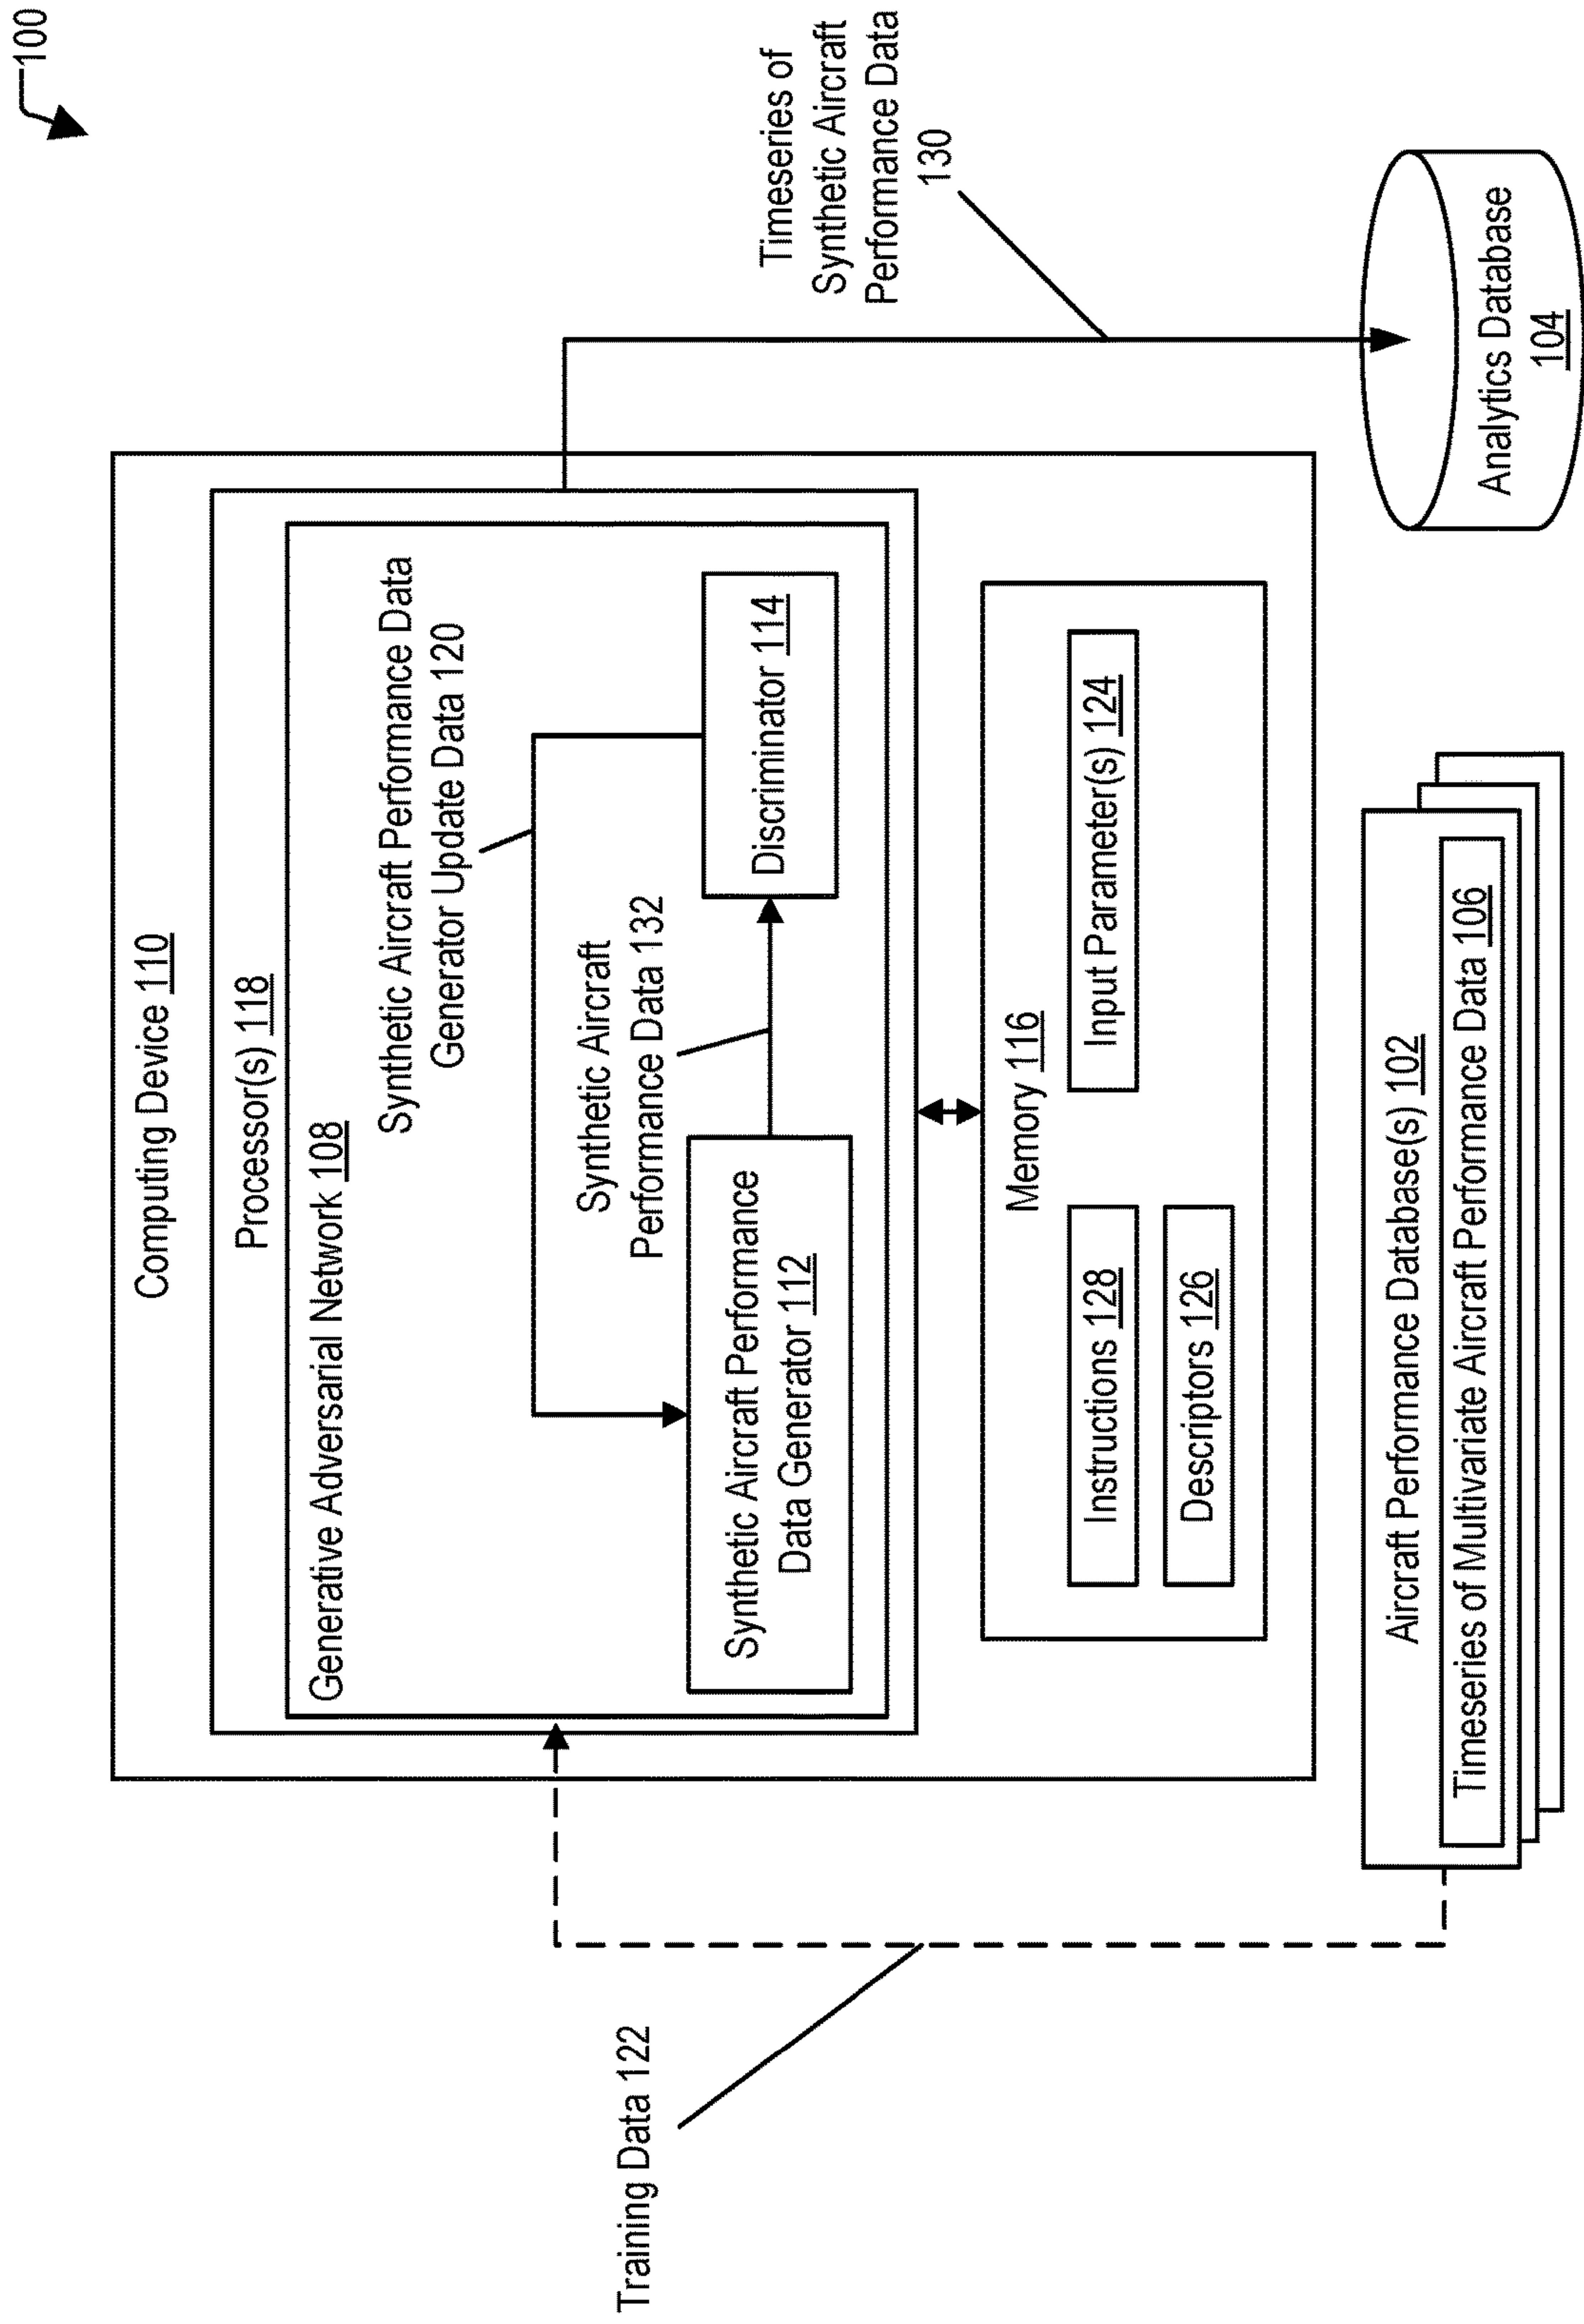 100
Computing Device 110
Processor(s) 118
Generative Adversarial Network 108
Synthetic Aircraft Performance Data
Generator Update Data 120
Synthetic Aircraft
Performance Data 132
Synthetic Aircraft Performance
Data Generator 112
Discriminator 114
Training Data 122
Timeseries of
Synthetic Aircraft
Performance Data
130
Memory 116
Instructions 128
Input Parameter(s) 124
Descriptors 126
Aircraft Performance Database(s) 102
Timeseries of Multivariate Aircraft Performance Data 106
Analytics Database
104